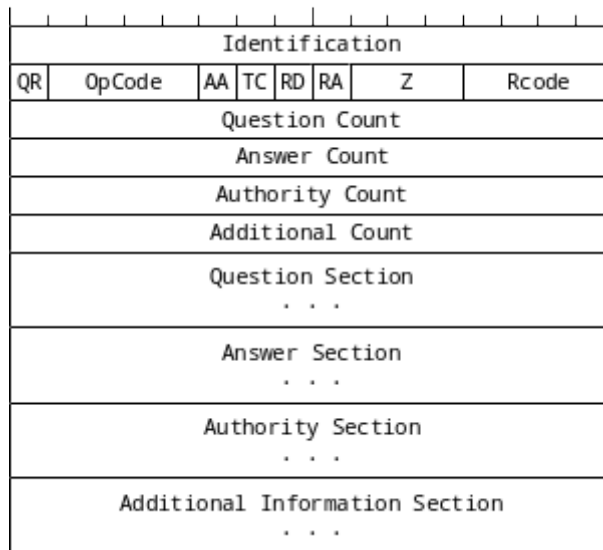 Identification
QR OpCode AA TC RD RA Z Rcode
Question Count
Answer Count
Authority Count
Additional Count
Question Section
. . .
Answer Section
. . .
Authority Section
. . .
Additional Information Section
. . .